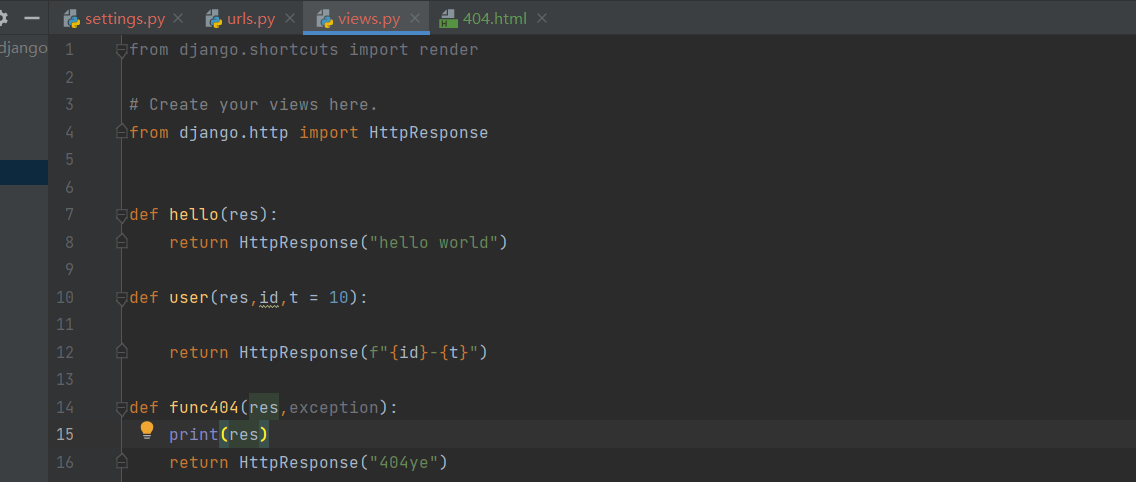 settings.py urls.py views.py H 404.html
django
1 from django.shortcuts import render
2
3 # Create your views here.
4 from django.http import HttpResponse
5
6
7 def hello(res):
8 return HttpResponse("hello world")
9
10 def user(res,id,t = 10):
11
12 return HttpResponse(f"{id}-{t}")
13
14 def func404(res,exception):
15 print(res)
16 return HttpResponse("404ye")